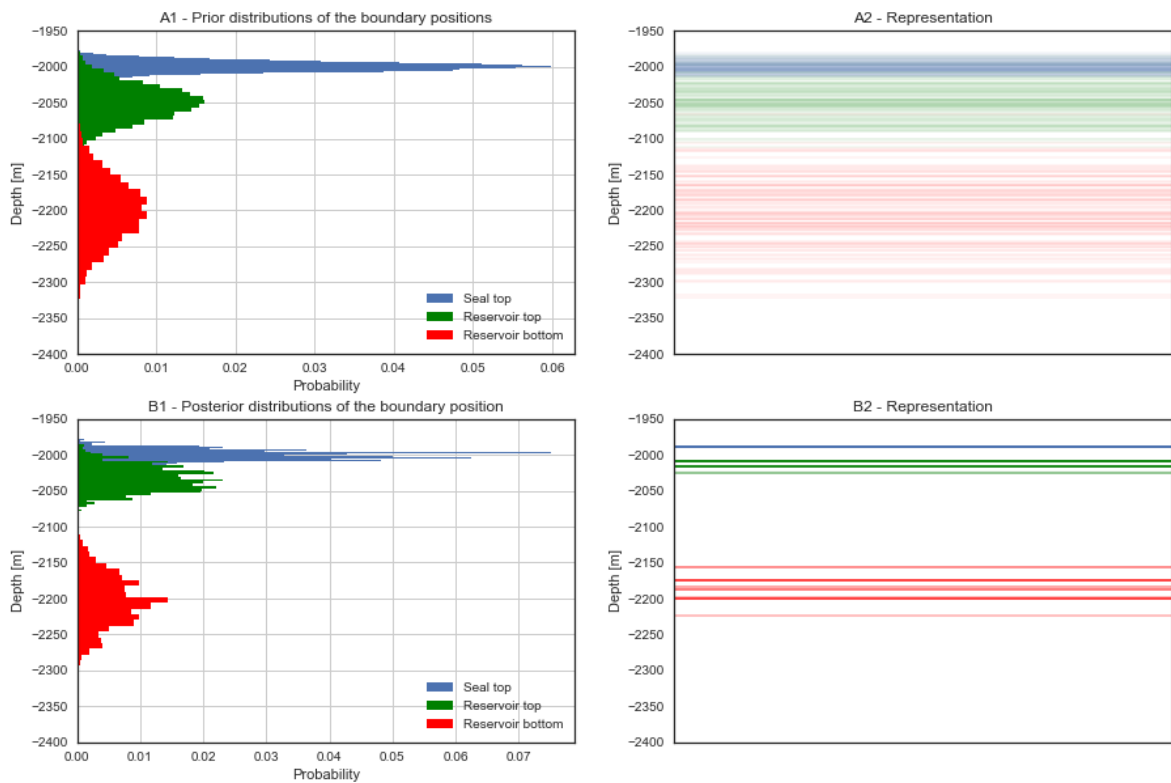 A1 - Prior distributions of the boundary positions
−1950
−2000
−2050
−2100
−2150
−2200
−2250
−2300
−2350
−2400
Depth [m]
Seal top
Reservoir top
Reservoir bottom
0.00 0.01 0.02 0.03 0.04 0.05 0.06
Probability
A2 - Representation
−1950
−2000
−2050
−2100
−2150
−2200
−2250
−2300
−2350
−2400
Depth [m]
B1 - Posterior distributions of the boundary position
−1950
−2000
−2050
−2100
−2150
−2200
−2250
−2300
−2350
−2400
Depth [m]
Seal top
Reservoir top
Reservoir bottom
0.00 0.01 0.02 0.03 0.04 0.05 0.06 0.07
Probability
B2 - Representation
−1950
−2000
−2050
−2100
−2150
−2200
−2250
−2300
−2350
−2400
Depth [m]